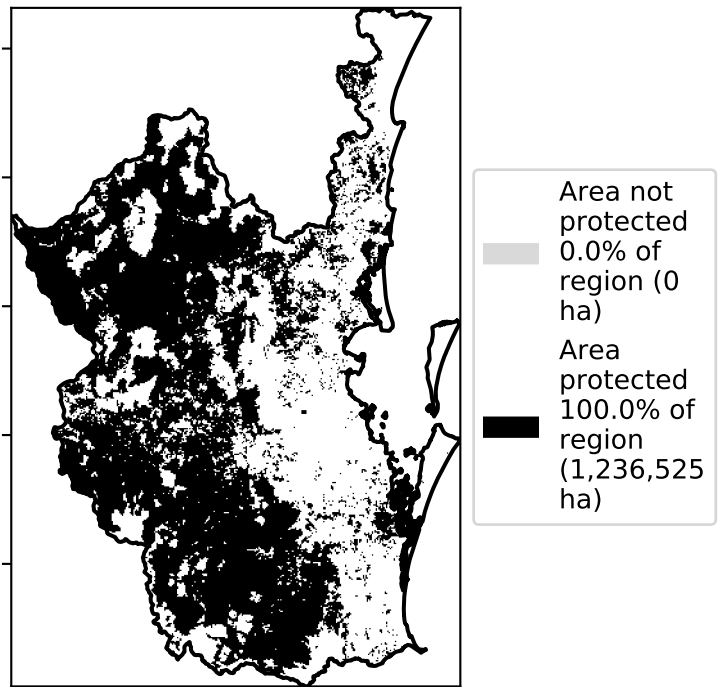 Area not
protected
0.0% of
region (0
ha)
Area
protected
100.0% of
region
(1,236,525
ha)